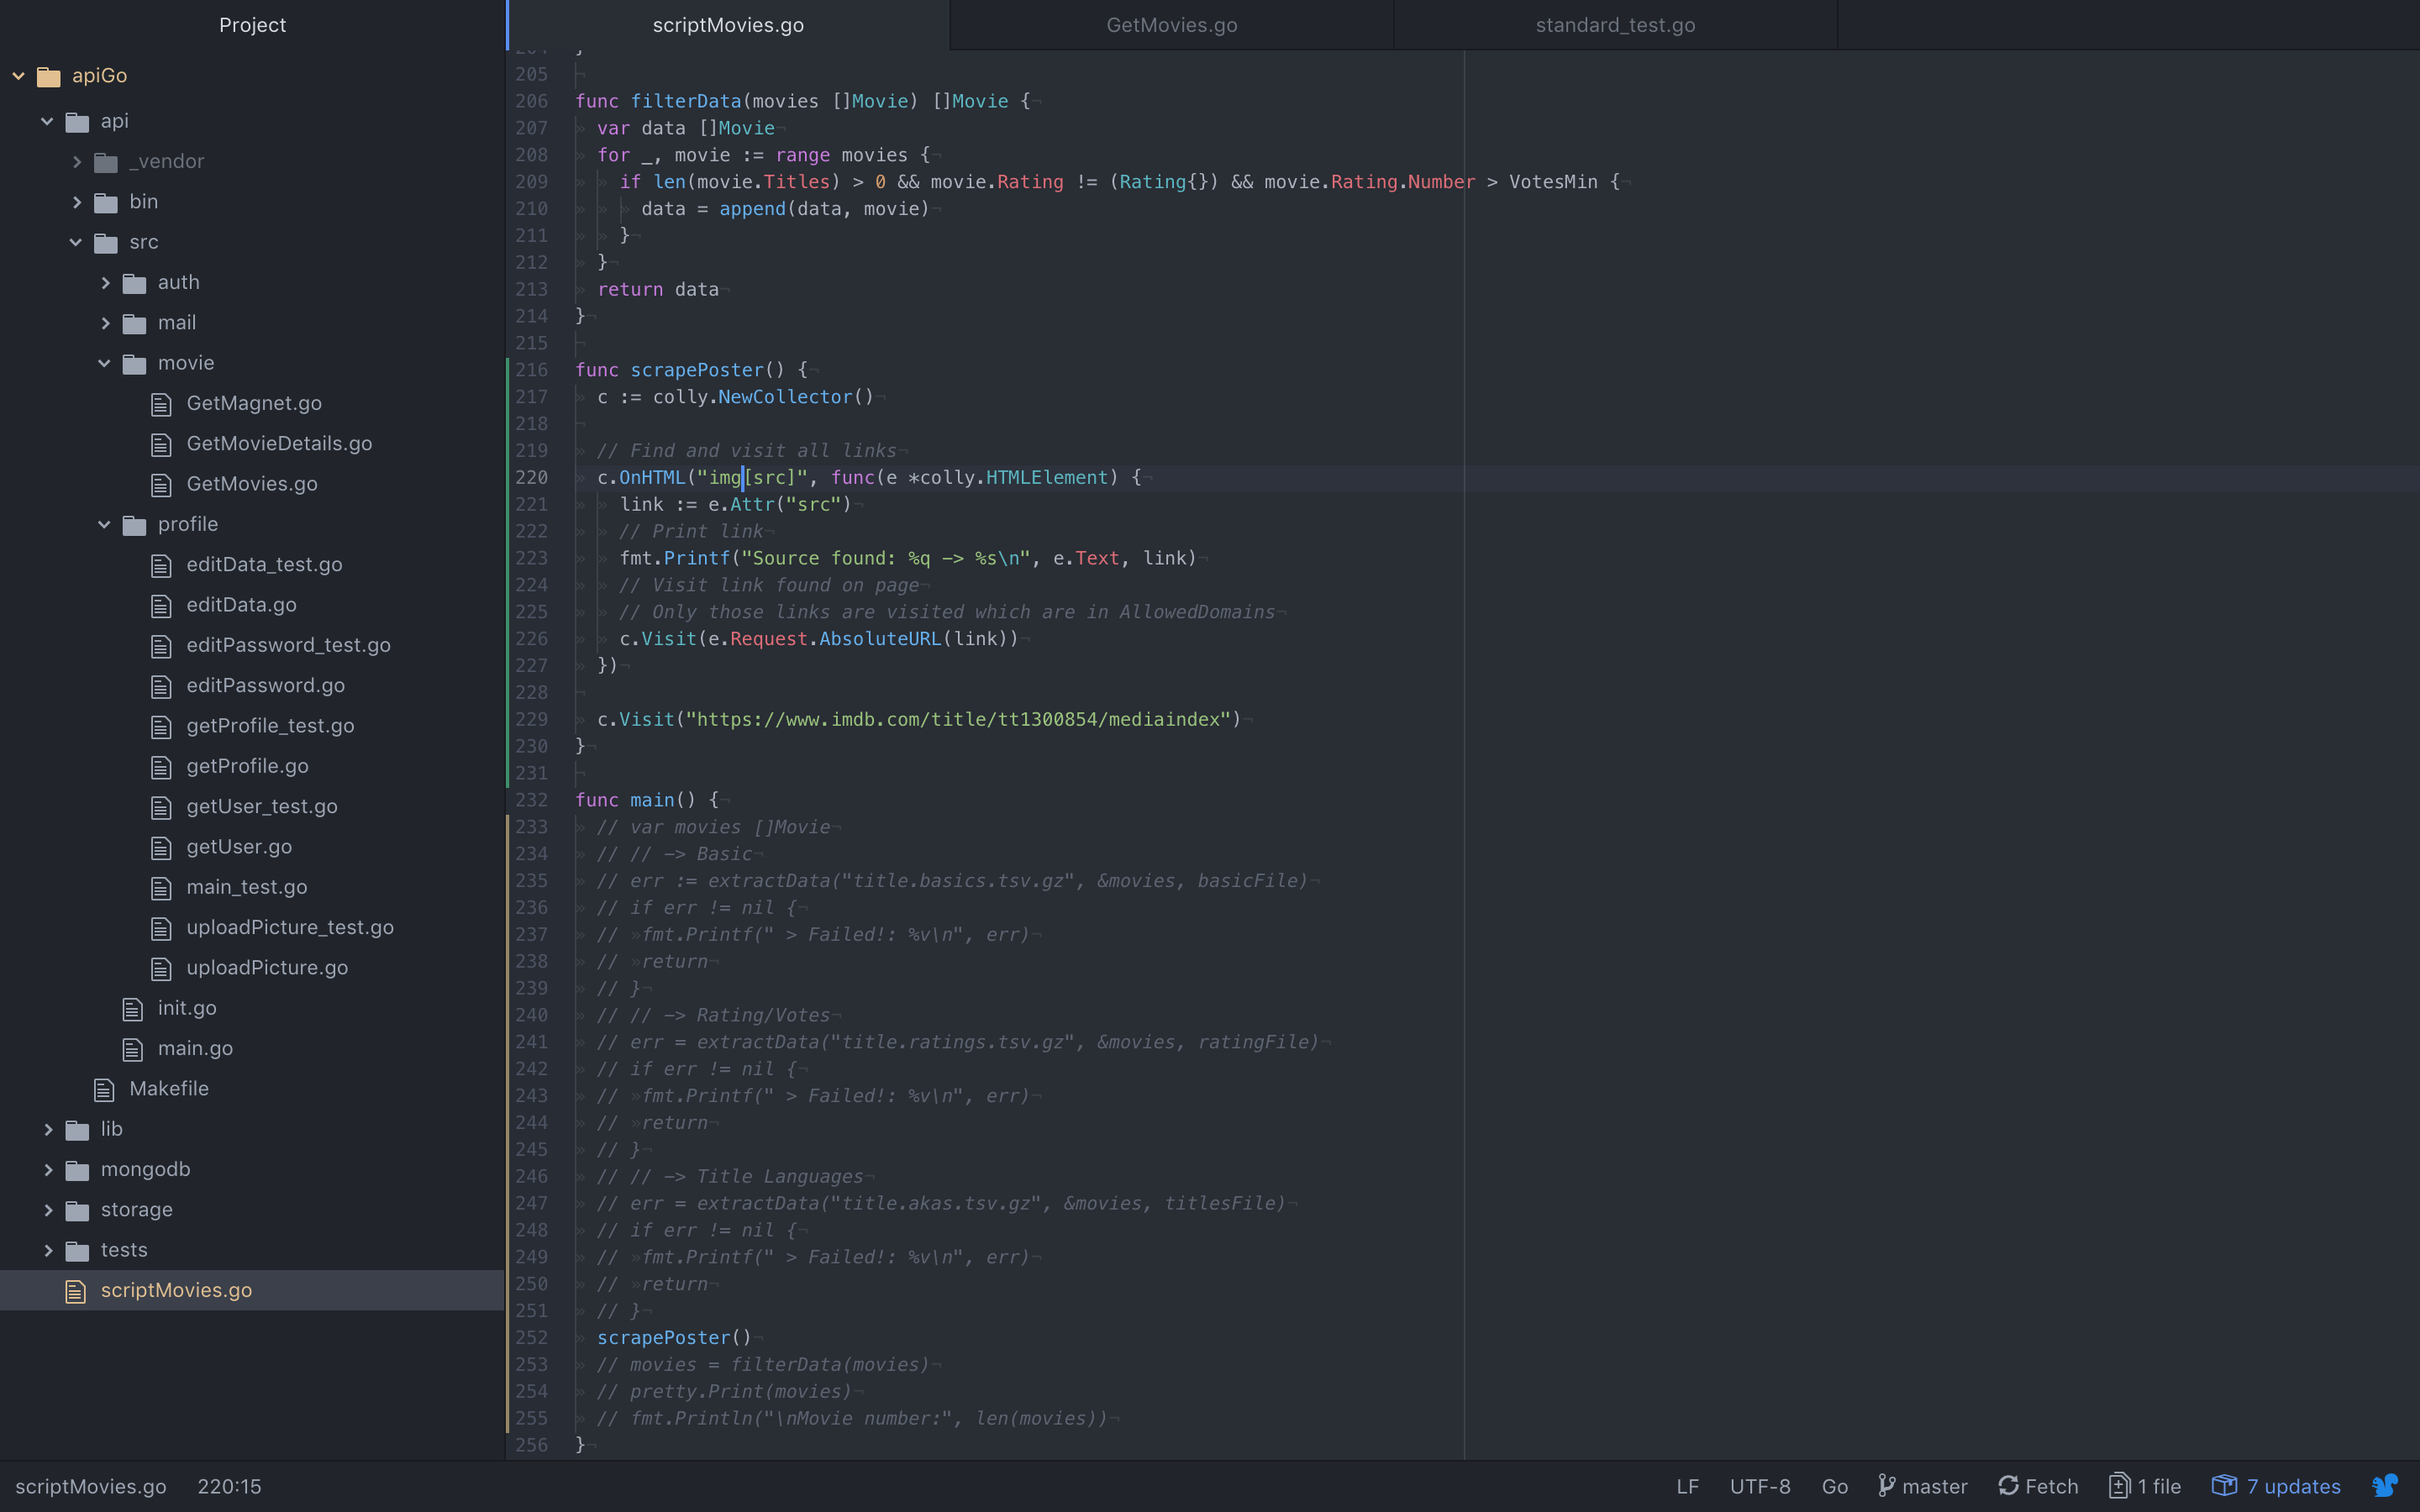 Project
apiGo
api
_vendor
bin
src
auth
mail
movie
GetMagnet.go
GetMovieDetails.go
GetMovies.go
profile
editData_test.go
editData.go
editPassword_test.go
editPassword.go
getProfile_test.go
getProfile.go
getUser_test.go
getUser.go
main_test.go
uploadPicture_test.go
uploadPicture.go
init.go
main.go
Makefile
lib
mongodb
storage
tests
scriptMovies.go
scriptMovies.go GetMovies.go standard_test.go
205
206 func filterData(movies []Movie) []Movie {
207 var data []Movie
208 for _, movie := range movies {
209 if len(movie.Titles) > 0 && movie.Rating != (Rating{}) && movie.Rating.Number > VotesMin {
210 data = append(data, movie)
211 }
212 }
213 return data
214 }
215
216 func scrapePoster() {
217 c := colly.NewCollector()
218
219 // Find and visit all links
220 c.OnHTML("img[src]", func(e *colly.HTMLElement) {
221 link := e.Attr("src")
222 // Print link
223 fmt.Printf("Source found: %q -> %s\n", e.Text, link)
224 // Visit link found on page
225 // Only those links are visited which are in AllowedDomains
226 c.Visit(e.Request.AbsoluteURL(link))
227 })
228
229 c.Visit("https://www.imdb.com/title/tt1300854/mediaindex")
230 }
231
232 func main() {
233 // var movies []Movie
234 // // -> Basic
235 // err := extractData("title.basics.tsv.gz", &movies, basicFile)
236 // if err != nil {
237 // fmt.Printf(" > Failed!: %v\n", err)
238 // return
239 // }
240 // // -> Rating/Votes
241 // err = extractData("title.ratings.tsv.gz", &movies, ratingFile)
242 // if err != nil {
243 // fmt.Printf(" > Failed!: %v\n", err)
244 // return
245 // }
246 // // -> Title Languages
247 // err = extractData("title.akas.tsv.gz", &movies, titlesFile)
248 // if err != nil {
249 // fmt.Printf(" > Failed!: %v\n", err)
250 // return
251 // }
252 scrapePoster()
253 // movies = filterData(movies)
254 // pretty.Print(movies)
255 // fmt.Println("\nMovie number:", len(movies))
256 }
scriptMovies.go 220:15 LF UTF-8 Go master Fetch 1 file 7 updates